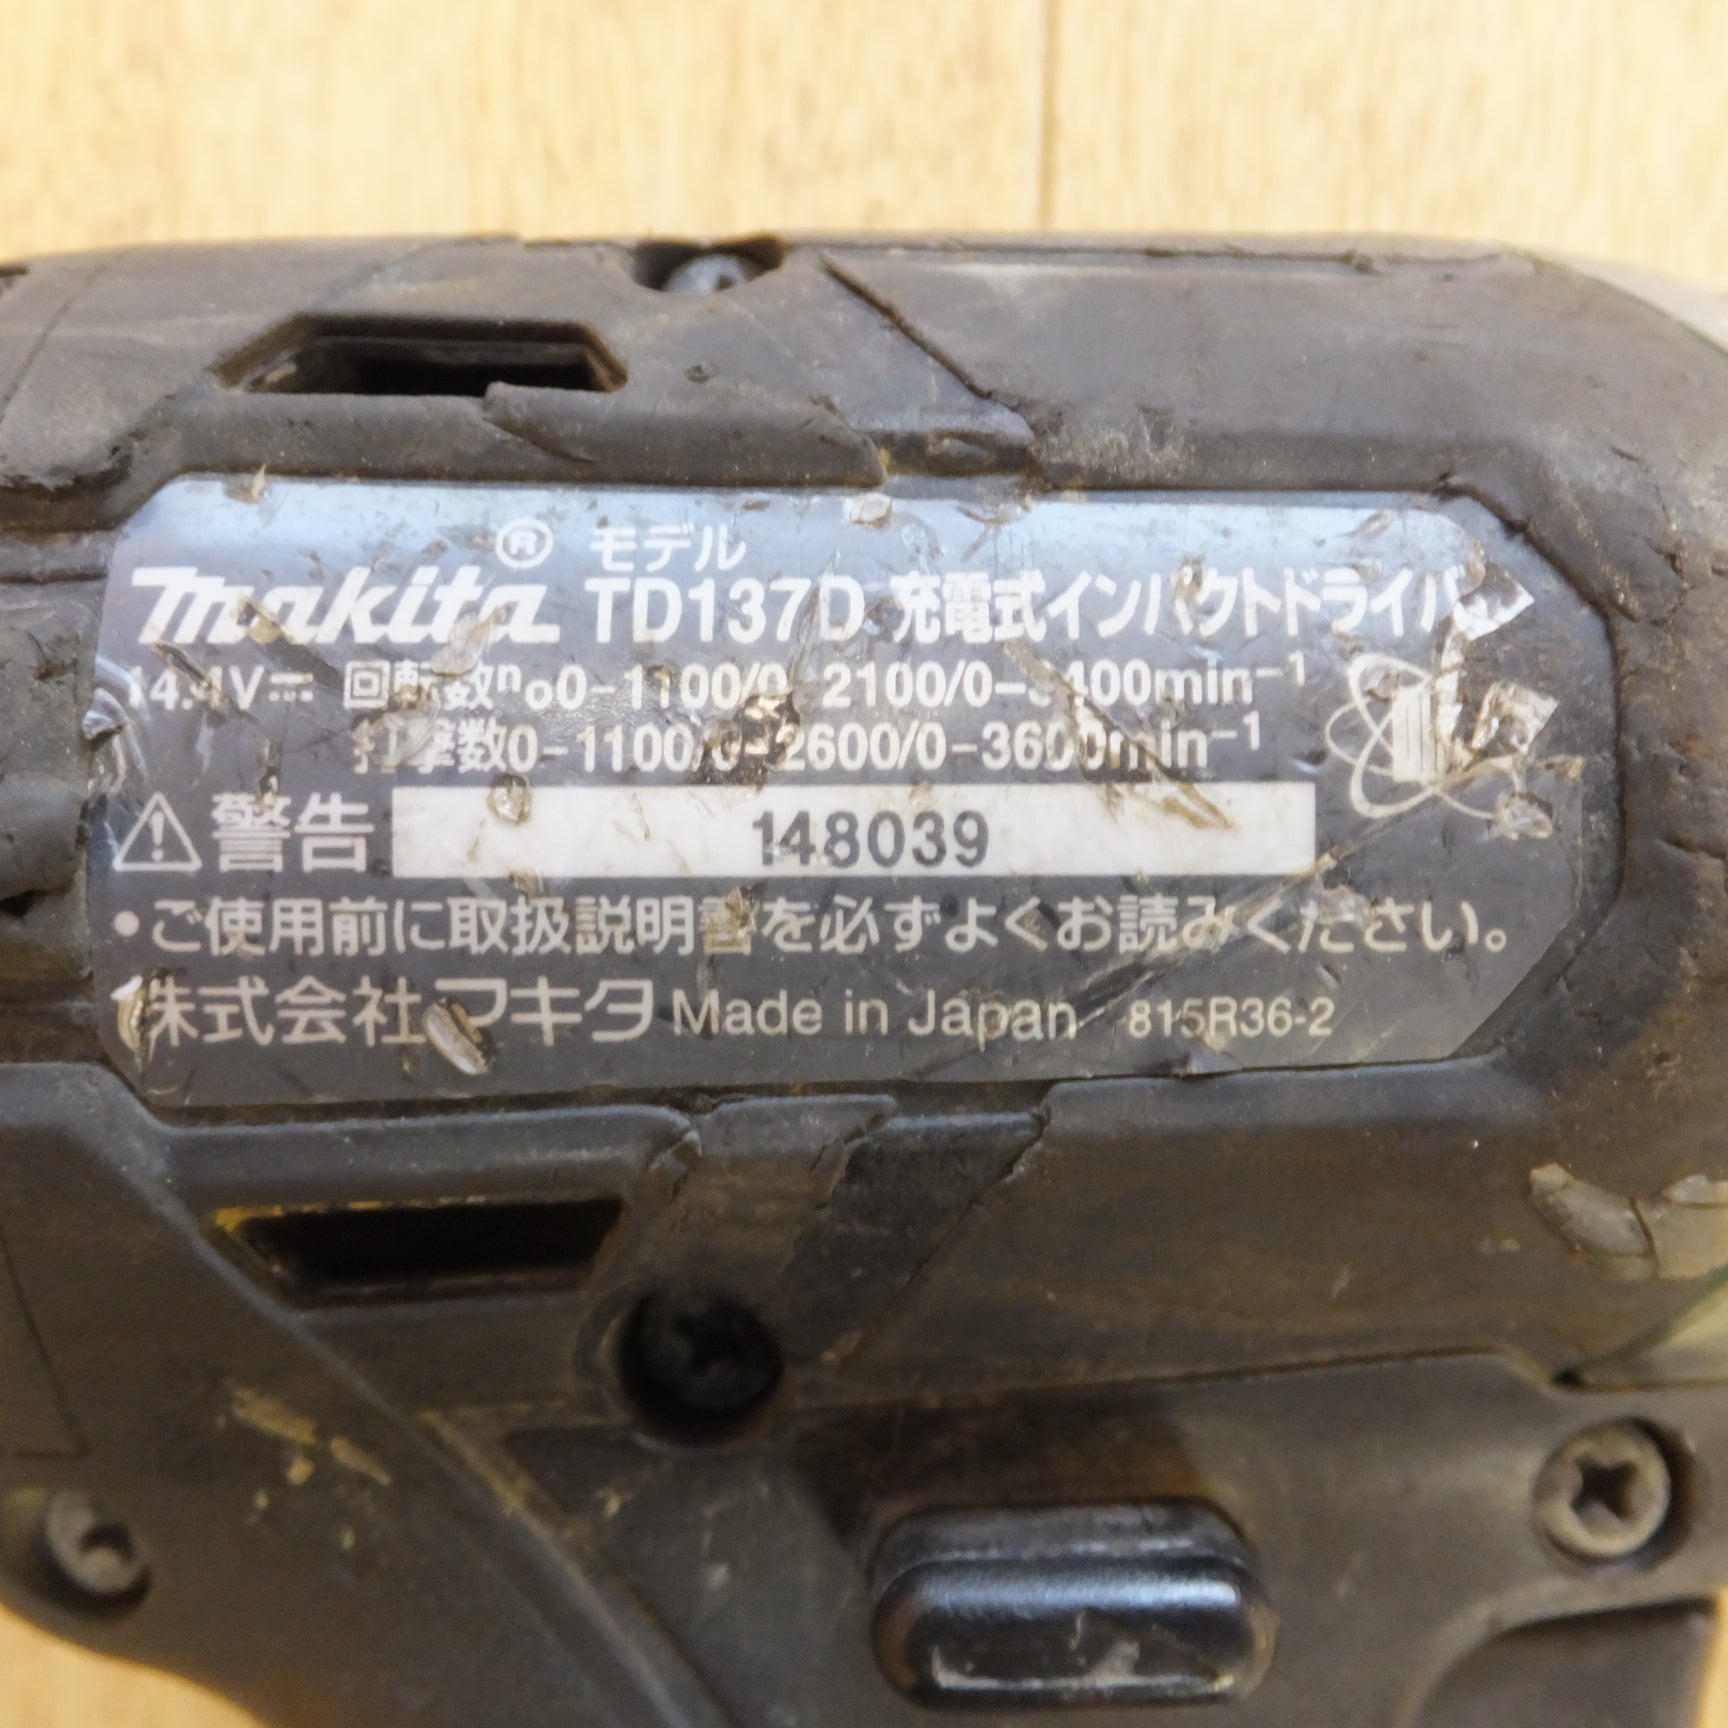 makita® モデル TD137D 充電式インパクトドライバ
14.4V⎓ 回転数no0-1100/0-2100/0-3400min⁻¹
打撃数0-1100/0-2600/0-3600min⁻¹
⚠警告 148039
•ご使用前に取扱説明書を必ずよくお読みください。
株式会社マキタ Made in Japan 815R36-2